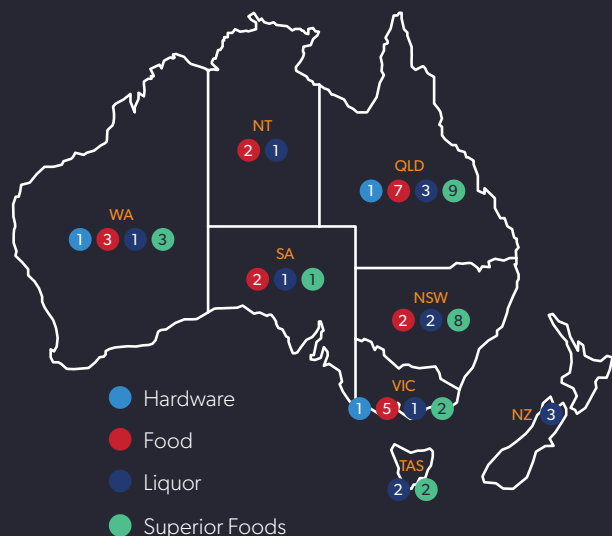 NT
2 1
QLD
1 7 3 9
WA
1 3 1 3
SA
2 1 1
NSW
2 2 8
VIC
1 5 1 2
NZ 3
TAS
2 2
Hardware
Food
Liquor
Superior Foods